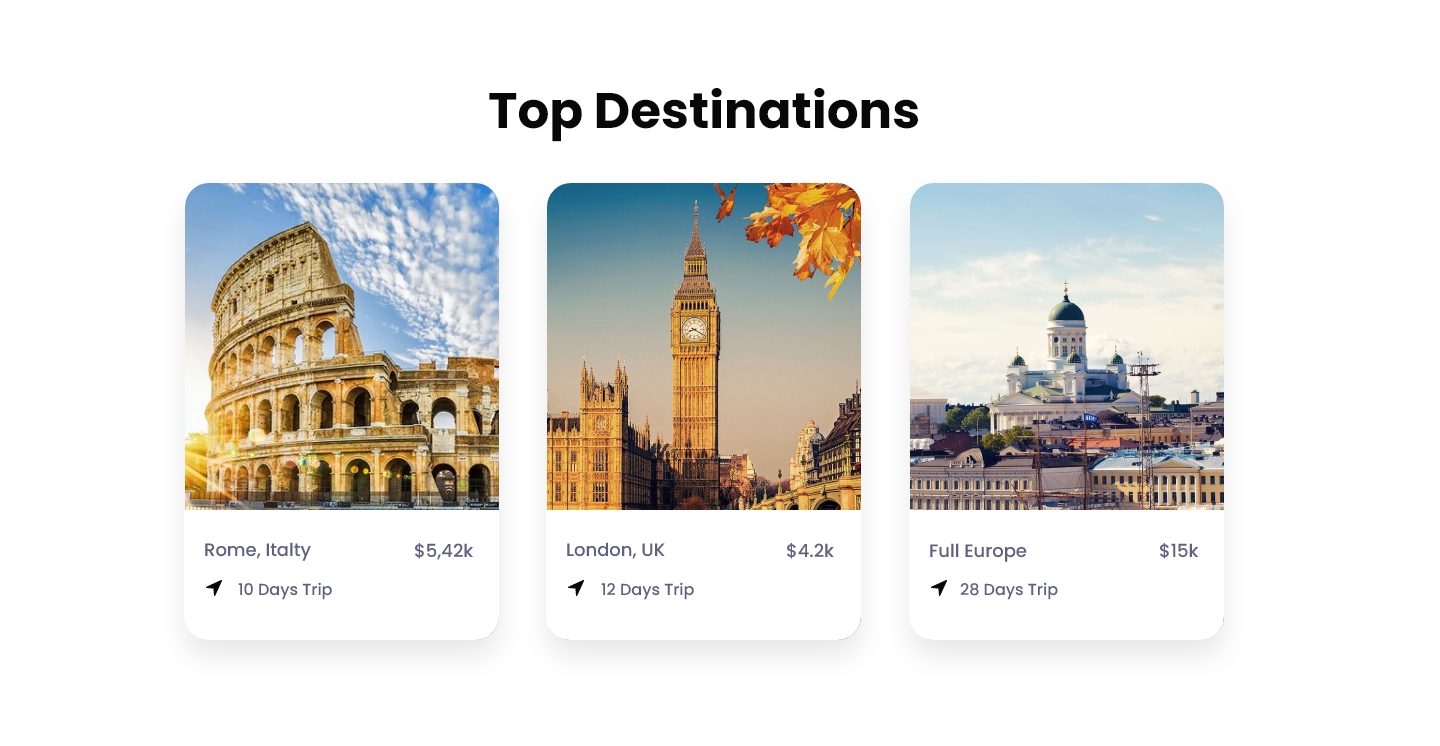 Top Destinations
Rome, Italty $5,42k
10 Days Trip
London, UK $4.2k
12 Days Trip
Full Europe $15k
28 Days Trip